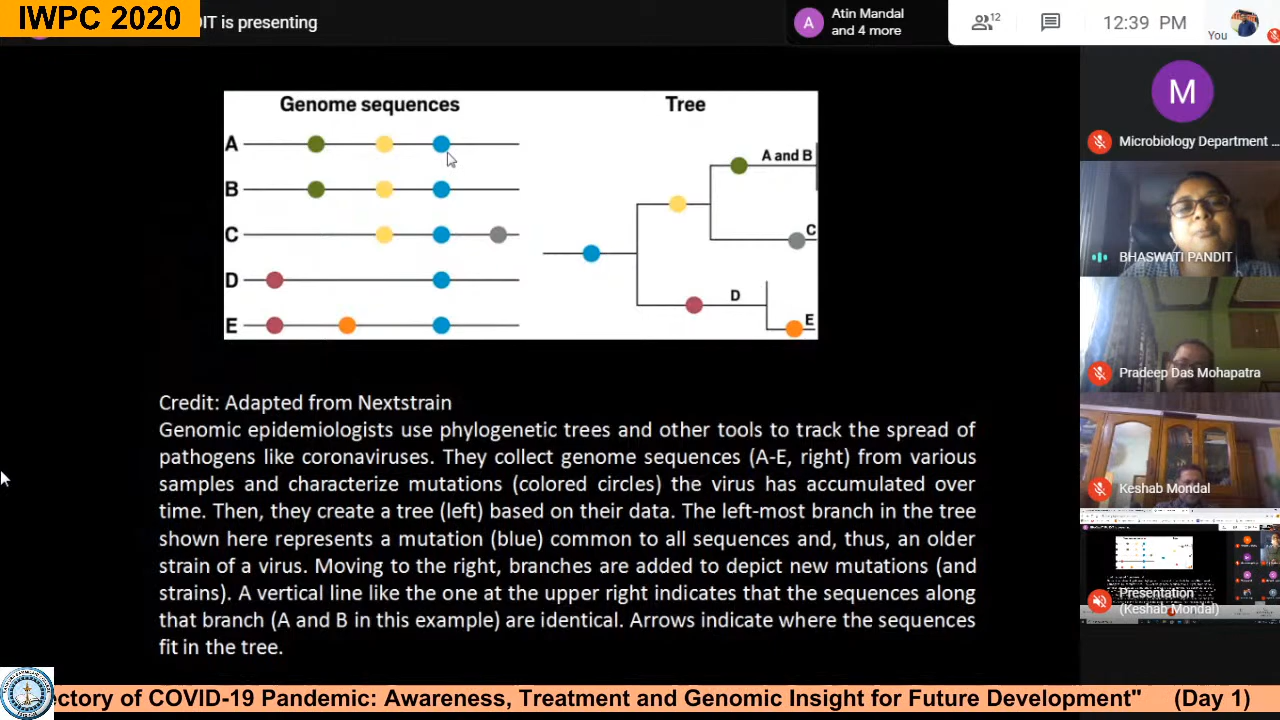 IWPC 2020
DIT is presenting
A
Atin Mandal
and 4 more
12
12:39 PM
You
Genome sequences
Tree
A
B
C
D
E
A and B
C
D
E
M
Microbiology Department ...
BHASWATI PANDIT
Pradeep Das Mohapatra
Keshab Mondal
Presentation
(Keshab Mondal)
Credit: Adapted from Nextstrain
Genomic epidemiologists use phylogenetic trees and other tools to track the spread of
pathogens like coronaviruses. They collect genome sequences (A-E, right) from various
samples and characterize mutations (colored circles) the virus has accumulated over
time. Then, they create a tree (left) based on their data. The left-most branch in the tree
shown here represents a mutation (blue) common to all sequences and, thus, an older
strain of a virus. Moving to the right, branches are added to depict new mutations (and
strains). A vertical line like the one at the upper right indicates that the sequences along
that branch (A and B in this example) are identical. Arrows indicate where the sequences
fit in the tree.
ectory of COVID-19 Pandemic: Awareness, Treatment and Genomic Insight for Future Development" (Day 1)